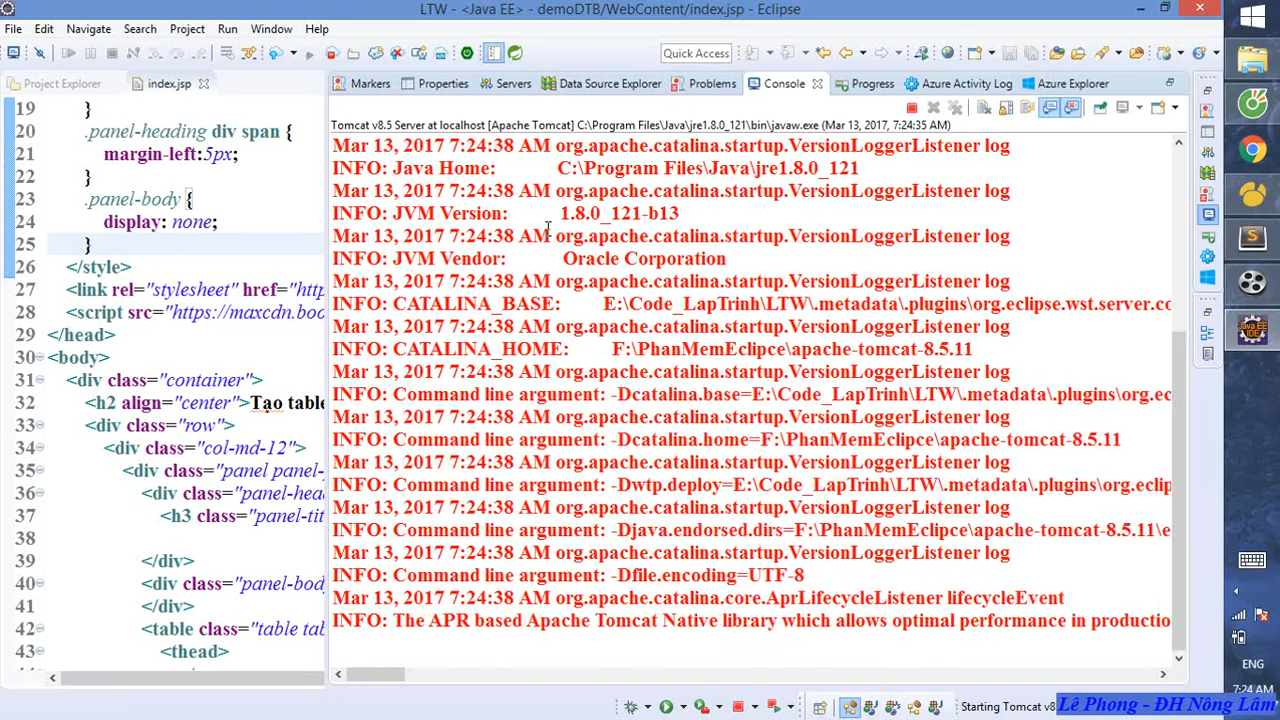 LTW - <Java EE> - demoDTB/WebContent/index.jsp - Eclipse
File Edit Navigate Search Project Run Window Help
Quick Access
Project Explorer index.jsp
Markers Properties Servers Data Source Explorer Problems Console Progress Azure Activity Log Azure Explorer
Tomcat v8.5 Server at localhost [Apache Tomcat] C:\Program Files\Java\jre1.8.0_121\bin\javaw.exe (Mar 13, 2017, 7:24:35 AM)
19 }
20 .panel-heading div span {
21 margin-left:5px;
22 }
23 .panel-body {
24 display: none;
25 }
26 </style>
27 <link rel="stylesheet" href="htt
28 <script src="https://maxcdn.boo
29 </head>
30 <body>
31 <div class="container">
32 <h2 align="center">Tạo table
33 <div class="row">
34 <div class="col-md-12">
35 <div class="panel panel-
36 <div class="panel-hea
37 <h3 class="panel-tit
38
39 </div>
40 <div class="panel-bod
41 </div>
42 <table class="table tab
43 <thead>
44
Mar 13, 2017 7:24:38 AM org.apache.catalina.startup.VersionLoggerListener log
INFO: Java Home: C:\Program Files\Java\jre1.8.0_121
Mar 13, 2017 7:24:38 AM org.apache.catalina.startup.VersionLoggerListener log
INFO: JVM Version: 1.8.0_121-b13
Mar 13, 2017 7:24:38 AM org.apache.catalina.startup.VersionLoggerListener log
INFO: JVM Vendor: Oracle Corporation
Mar 13, 2017 7:24:38 AM org.apache.catalina.startup.VersionLoggerListener log
INFO: CATALINA_BASE: E:\Code_LapTrinh\LTW\.metadata\.plugins\org.eclipse.wst.server.co
Mar 13, 2017 7:24:38 AM org.apache.catalina.startup.VersionLoggerListener log
INFO: CATALINA_HOME: F:\PhanMemEclipce\apache-tomcat-8.5.11
Mar 13, 2017 7:24:38 AM org.apache.catalina.startup.VersionLoggerListener log
INFO: Command line argument: -Dcatalina.base=E:\Code_LapTrinh\LTW\.metadata\.plugins\org.ec
Mar 13, 2017 7:24:38 AM org.apache.catalina.startup.VersionLoggerListener log
INFO: Command line argument: -Dcatalina.home=F:\PhanMemEclipce\apache-tomcat-8.5.11
Mar 13, 2017 7:24:38 AM org.apache.catalina.startup.VersionLoggerListener log
INFO: Command line argument: -Dwtp.deploy=E:\Code_LapTrinh\LTW\.metadata\.plugins\org.eclip
Mar 13, 2017 7:24:38 AM org.apache.catalina.startup.VersionLoggerListener log
INFO: Command line argument: -Djava.endorsed.dirs=F:\PhanMemEclipce\apache-tomcat-8.5.11\e
Mar 13, 2017 7:24:38 AM org.apache.catalina.startup.VersionLoggerListener log
INFO: Command line argument: -Dfile.encoding=UTF-8
Mar 13, 2017 7:24:38 AM org.apache.catalina.core.AprLifecycleListener lifecycleEvent
INFO: The APR based Apache Tomcat Native library which allows optimal performance in productio
Java EE
IDE
ENG
7:24 AM
Starting Tomcat v8
Lê Phong - ĐH Nông Lâm